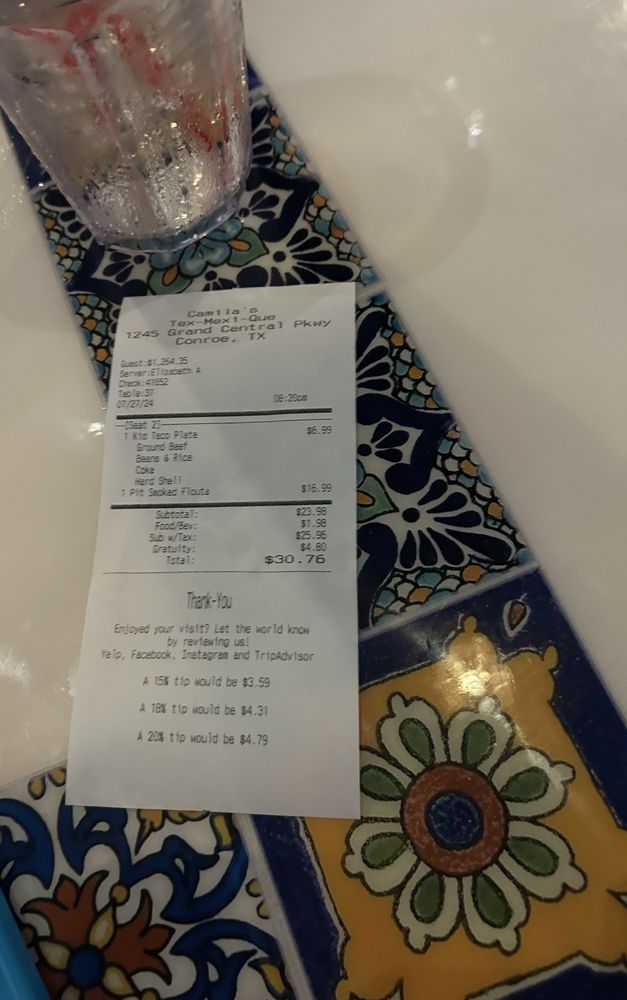 Camila's
Tex-Mexi-Que
1245 Grand Central Pkwy
Conroe, TX
Guest:$1,264.35
Server:Elizabeth A
Check:41652
Table:37
07/27/24 08:20pm
--[Seat 2]
1 Kid Taco Plate $6.99
Ground Beef
Beans & Rice
Coke
Hard Shell
1 Pit Smoked Flauta $16.99
Subtotal: $23.98
Food/Bev: $1.98
Sub w/Tax: $25.96
Gratuity: $4.80
Total: $30.76
Thank-You
Enjoyed your visit? Let the world know
by reviewing us!
Yelp, Facebook, Instagram and TripAdvisor
A 15% tip would be $3.59
A 18% tip would be $4.31
A 20% tip would be $4.79